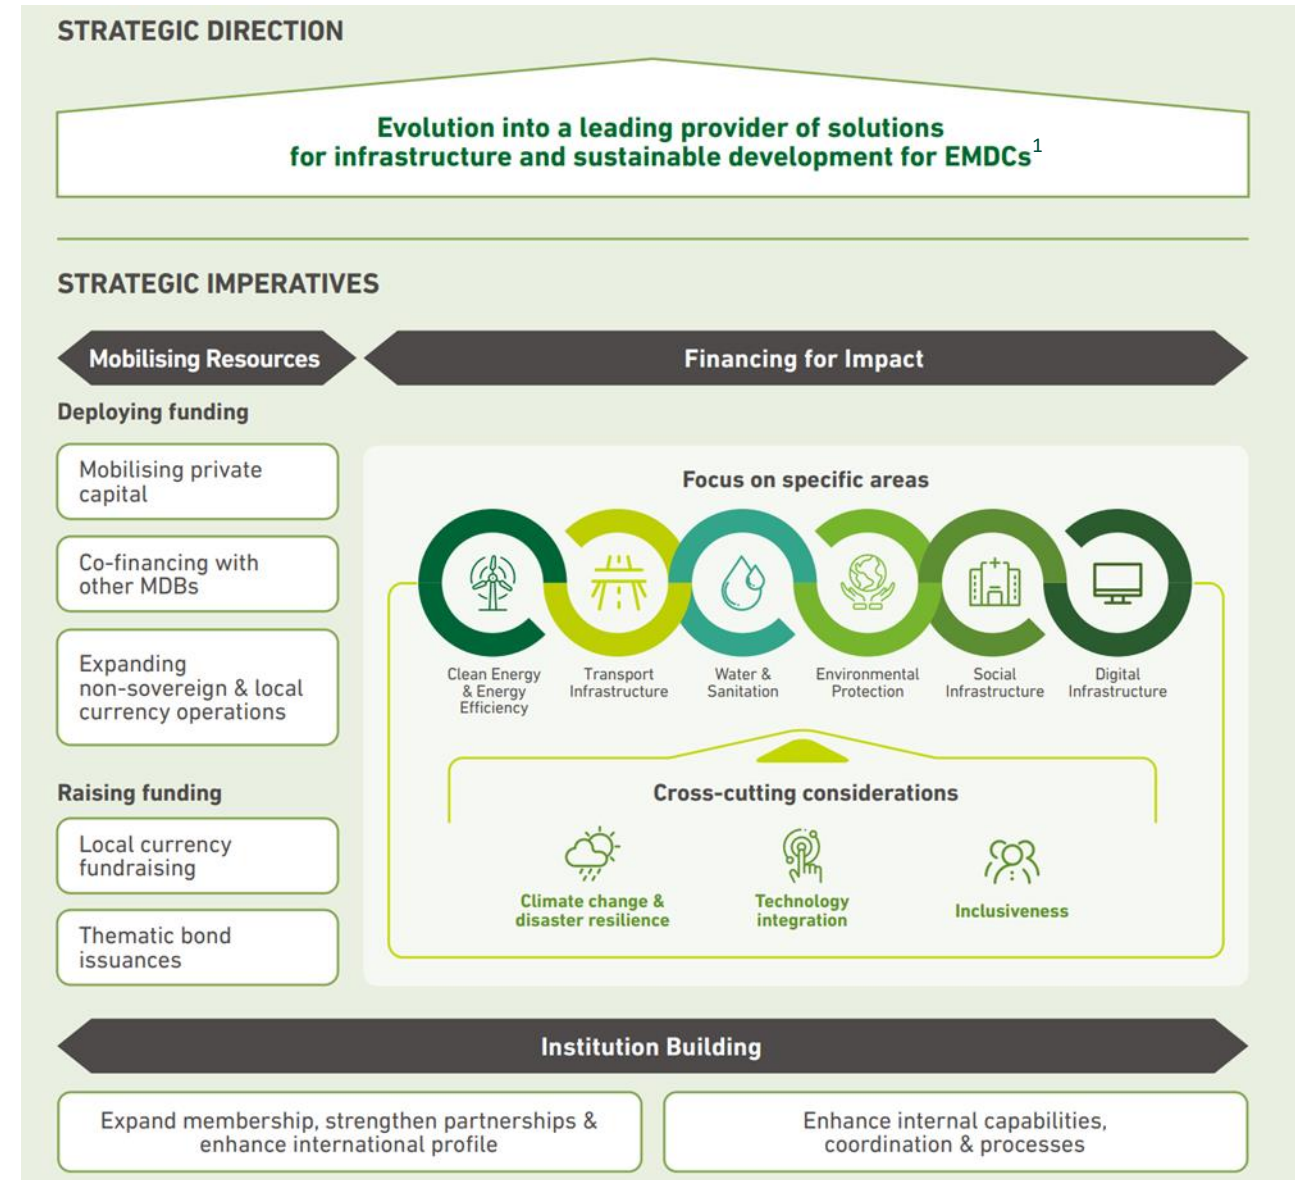 STRATEGIC DIRECTION
Evolution into a leading provider of solutions
for infrastructure and sustainable development for EMDCs1
STRATEGIC IMPERATIVES
Mobilising Resources
Financing for Impact
Deploying funding
Mobilising private
capital
Co-financing with
other MDBs
Expanding
non-sovereign & local
currency operations
Raising funding
Local currency
fundraising
Thematic bond
issuances
Focus on specific areas
Clean Energy
& Energy
Efficiency
Transport
Infrastructure
Water &
Sanitation
Environmental
Protection
Social
Infrastructure
Digital
Infrastructure
Cross-cutting considerations
Climate change &
disaster resilience
Technology
integration
Inclusiveness
Institution Building
Expand membership, strengthen partnerships &
enhance international profile
Enhance internal capabilities,
coordination & processes